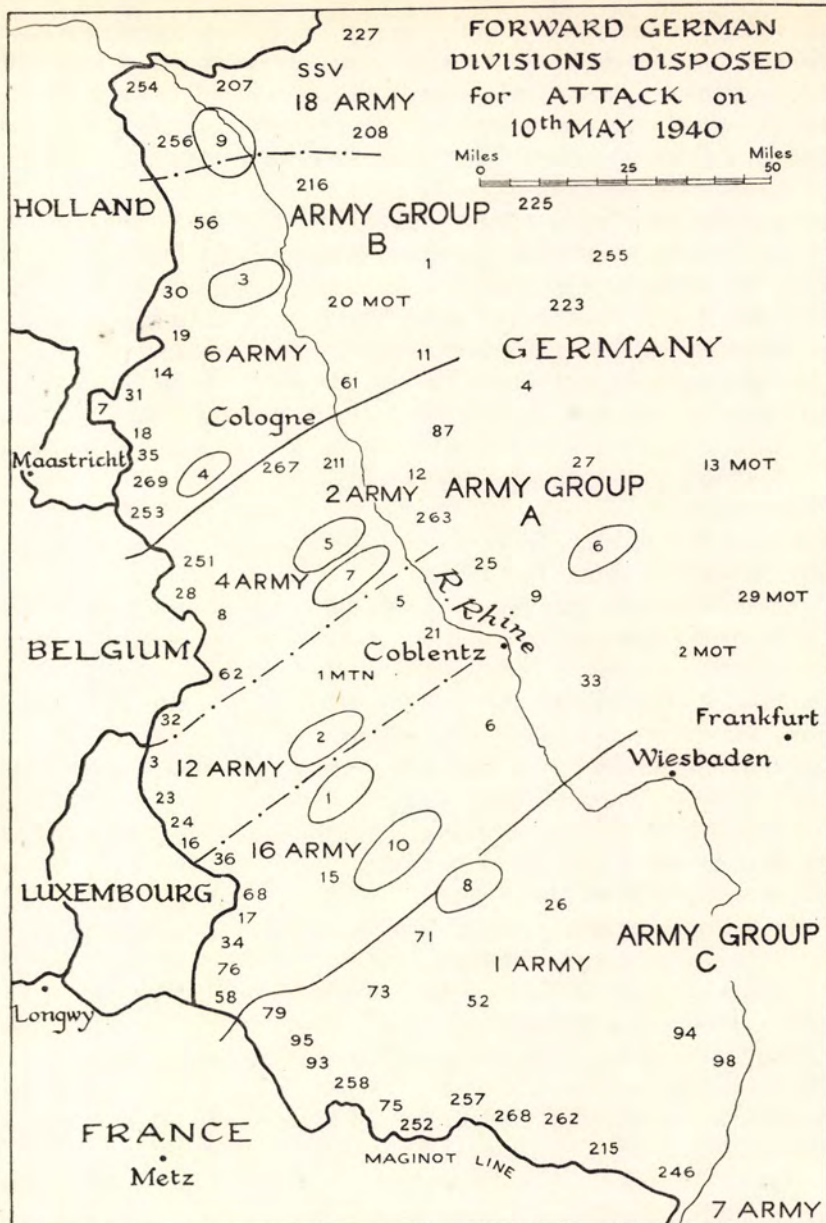 FORWARD GERMAN
DIVISIONS DISPOSED
for ATTACK on
10th MAY 1940
Miles Miles
0 25 50
227
SSV
254 207
18 ARMY
256 9 208
HOLLAND
216
56
ARMY GROUP
B
225
1 255
30 3
20 MOT 223
19
6 ARMY 11 GERMANY
14
31 61 4
7
Cologne
18 87
Maastricht 35
4 267 211 27 13 MOT
269 12
2 ARMY ARMY GROUP
A
253 263
5 6
251 25
4 ARMY 7
28 5 9 29 MOT
8
R. Rhine
21
BELGIUM Coblentz 2 MOT
62 1 MTN 33
32 6 Frankfurt
2 Wiesbaden
3 12 ARMY
23 1
24
16 36 16 ARMY 10
15 8
LUXEMBOURG 68
17 26
34 71 ARMY GROUP
C
76 1 ARMY
58 73 52
Longwy 79
95 94
93 98
258
75 257
252 268 262
FRANCE 215
Metz MAGINOT LINE 246
7 ARMY